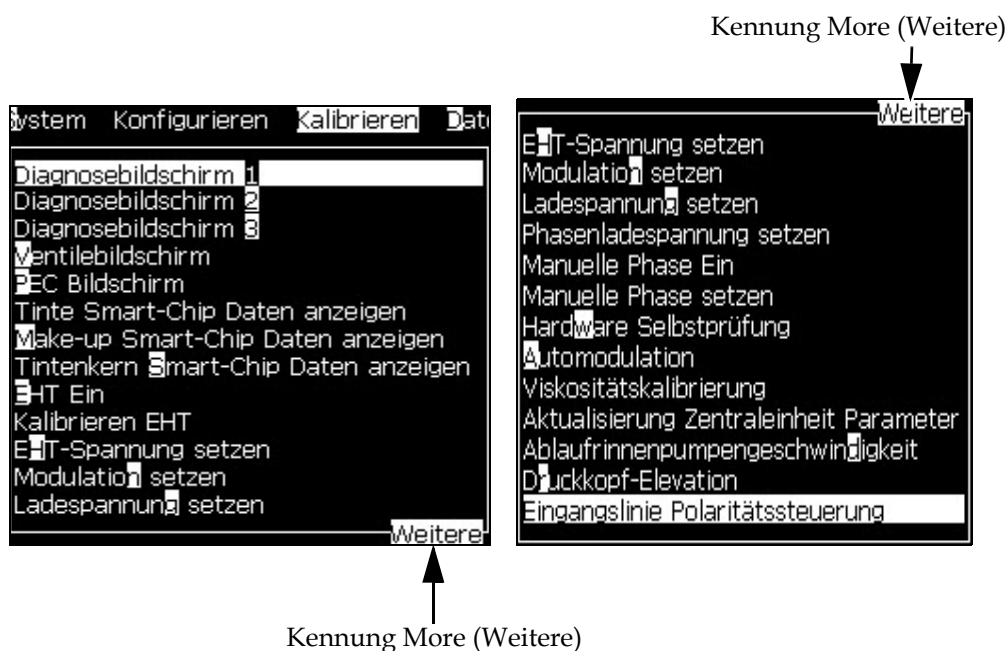 Kennung More (Weitere)
System Konfigurieren Kalibrieren Dat
Diagnosebildschirm 1
Diagnosebildschirm 2
Diagnosebildschirm 3
Ventilebildschirm
PEC Bildschirm
Tinte Smart-Chip Daten anzeigen
Make-up Smart-Chip Daten anzeigen
Tintenkern Smart-Chip Daten anzeigen
EHT Ein
Kalibrieren EHT
EHT-Spannung setzen
Modulation setzen
Ladespannung setzen
Weitere
Weitere
EHT-Spannung setzen
Modulation setzen
Ladespannung setzen
Phasenladespannung setzen
Manuelle Phase Ein
Manuelle Phase setzen
Hardware Selbstprüfung
Automodulation
Viskositätskalibrierung
Aktualisierung Zentraleinheit Parameter
Ablaufrinnenpumpengeschwindigkeit
Druckkopf-Elevation
Eingangslinie Polaritätssteuerung
Kennung More (Weitere)